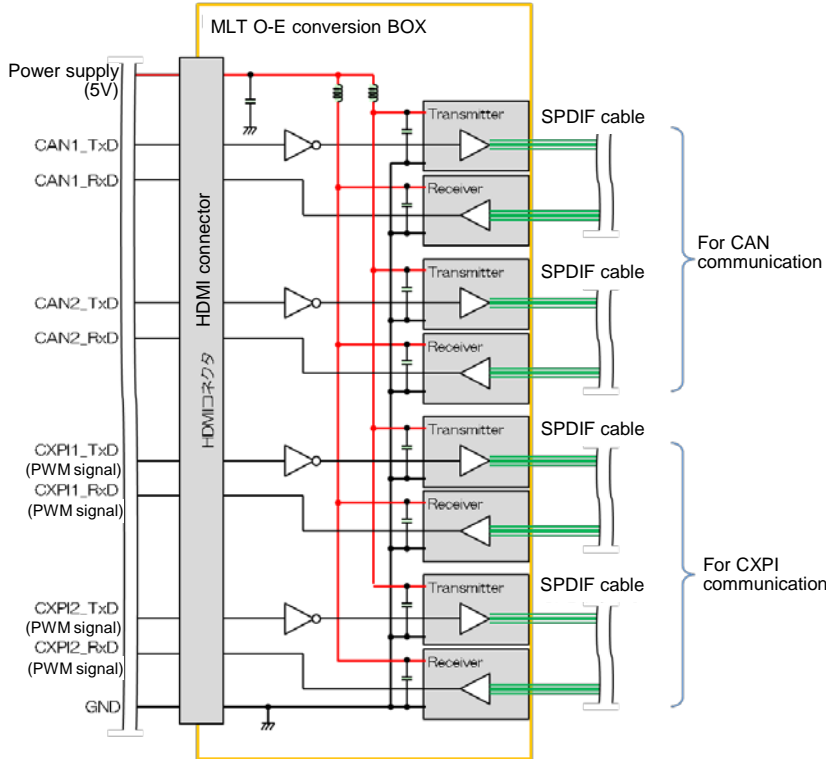 MLT O-E conversion BOX
Power supply
(5V)
CAN1_TxD
CAN1_RxD
CAN2_TxD
CAN2_RxD
CXPI1_TxD
(PWM signal)
CXPI1_RxD
(PWM signal)
CXPI2_TxD
(PWM signal)
CXPI2_RxD
(PWM signal)
GND
HDMI connector
HDMIコネクタ
Transmitter
Receiver
Transmitter
Receiver
Transmitter
Receiver
Transmitter
Receiver
SPDIF cable
SPDIF cable
SPDIF cable
SPDIF cable
For CAN
communication
For CXPI
communication